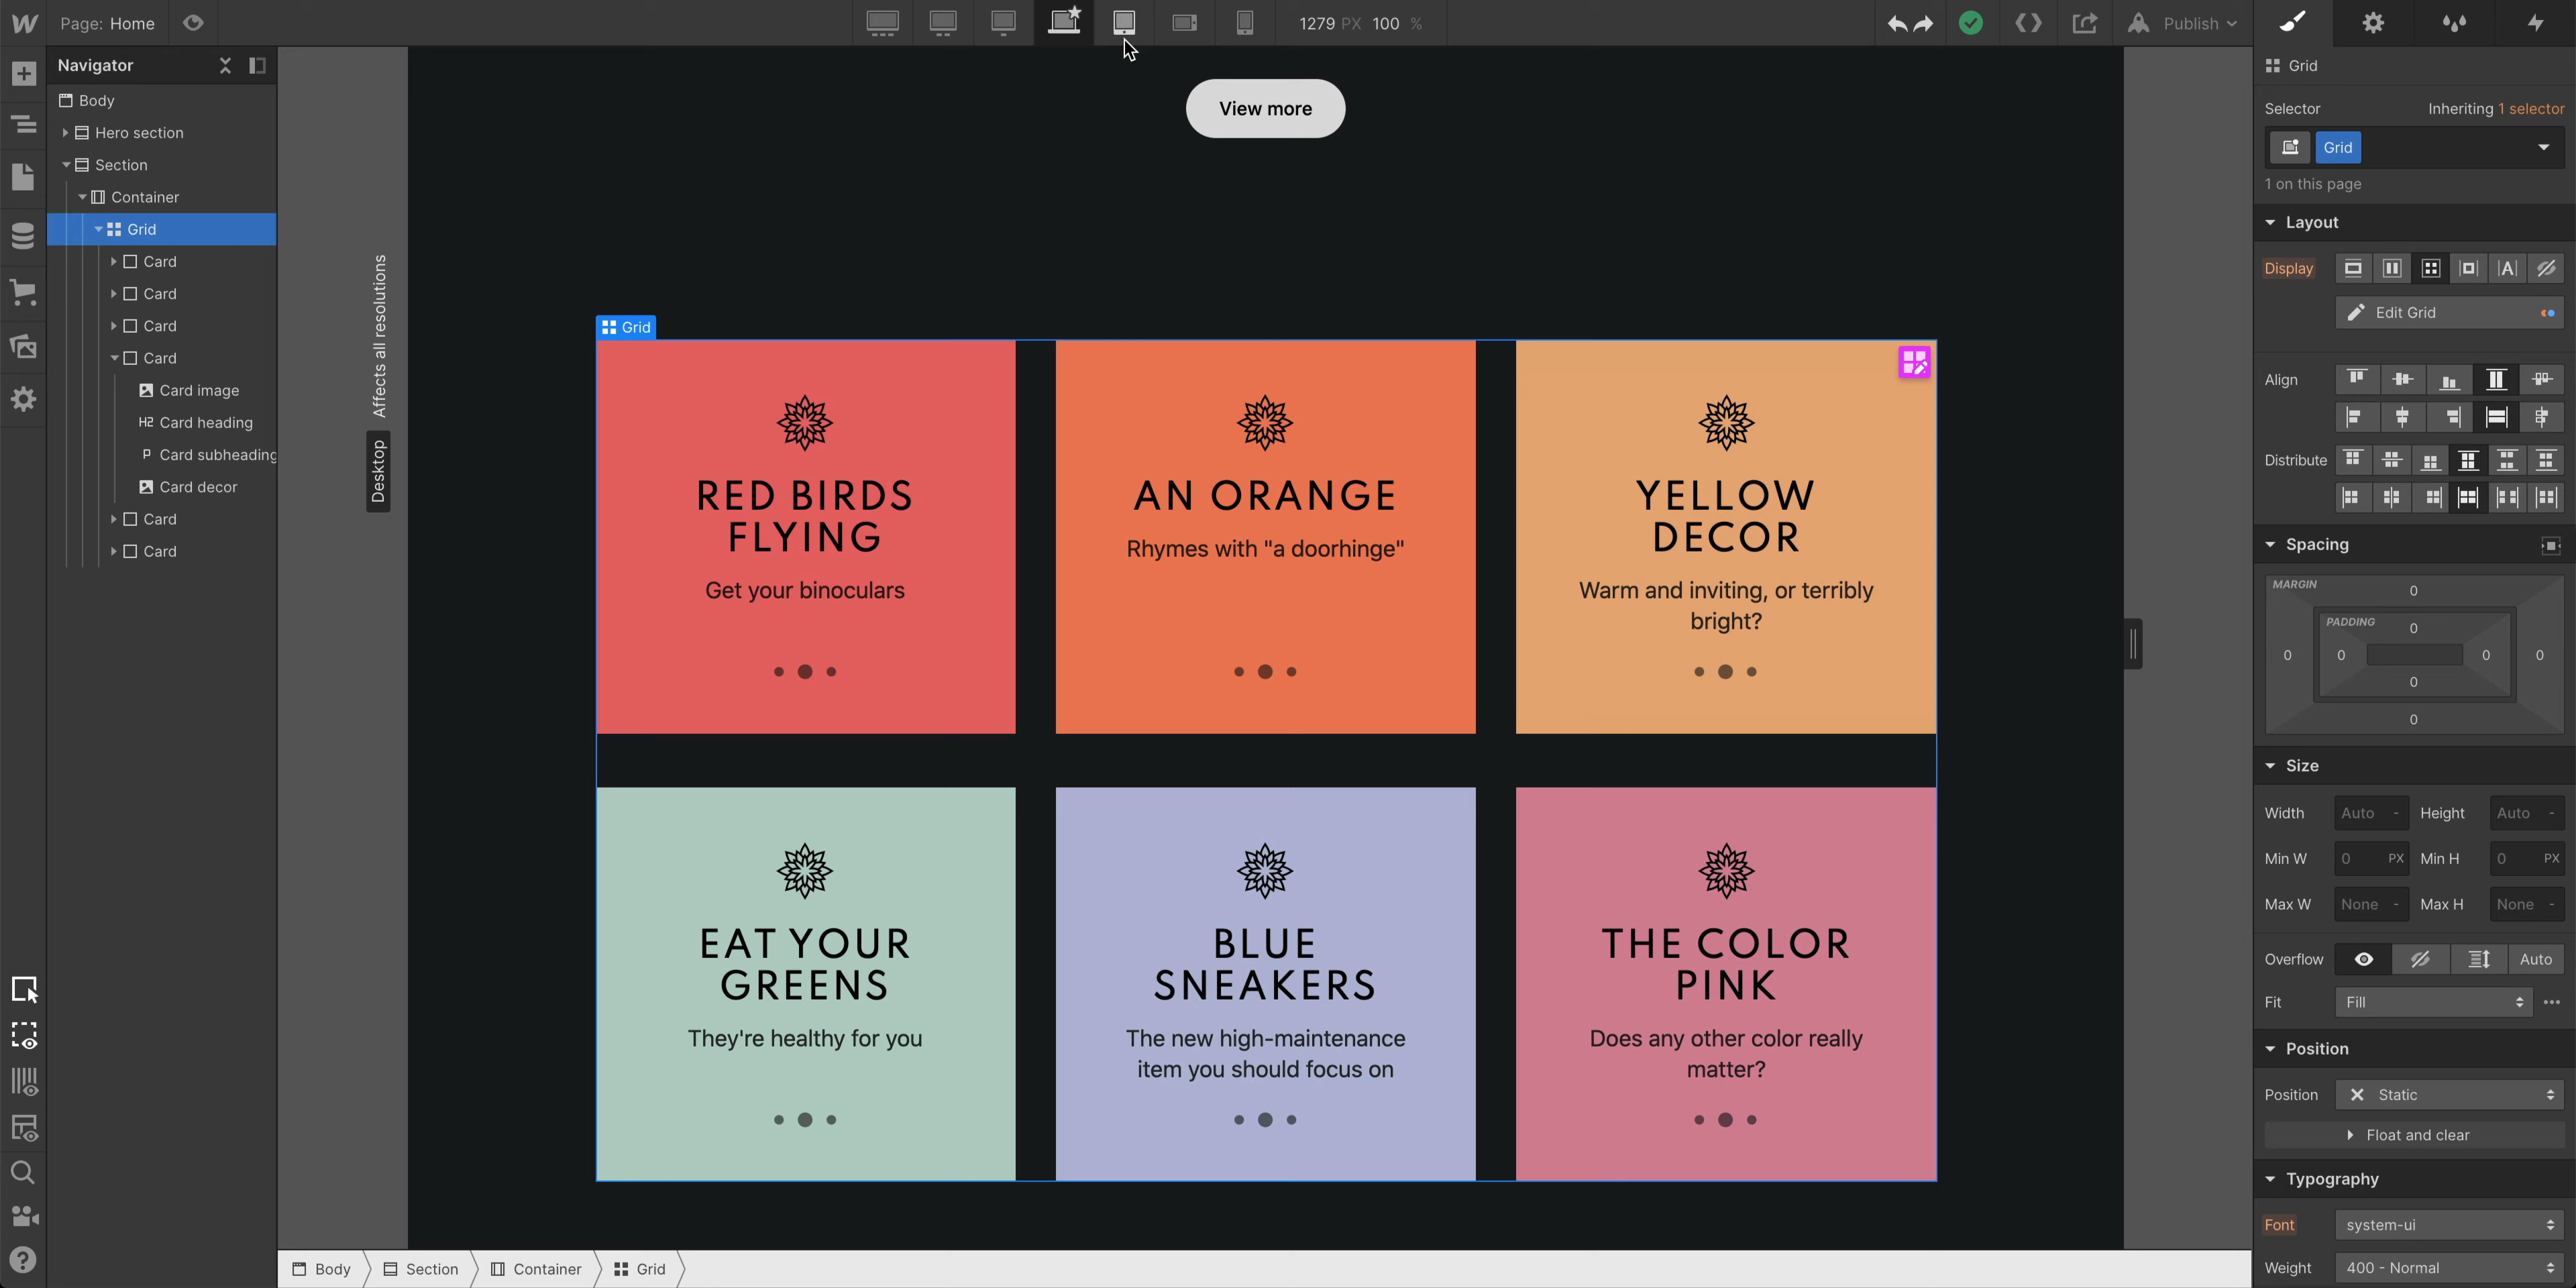 Page: Home
1279 PX 100 %
Publish
Navigator
Body
Hero section
Section
Container
Grid
Card
Card
Card
Card
Card image
H2 Card heading
P Card subheading
Card decor
Card
Card
Affects all resolutions
Desktop
View more
Grid
RED BIRDS
FLYING
Get your binoculars
AN ORANGE
Rhymes with "a doorhinge"
YELLOW
DECOR
Warm and inviting, or terribly
bright?
EAT YOUR
GREENS
They're healthy for you
BLUE
SNEAKERS
The new high-maintenance
item you should focus on
THE COLOR
PINK
Does any other color really
matter?
Body
Section
Container
Grid
Grid
Selector
Inheriting 1 selector
Grid
1 on this page
Layout
Display
Edit Grid
Align
Distribute
Spacing
MARGIN
0
PADDING
0
0
0
0
0
0
0
Size
Width Auto - Height Auto -
Min W 0 PX Min H 0 PX
Max W None - Max H None -
Overflow Auto
Fit Fill
Position
Position Static
Float and clear
Typography
Font system-ui
Weight 400 - Normal